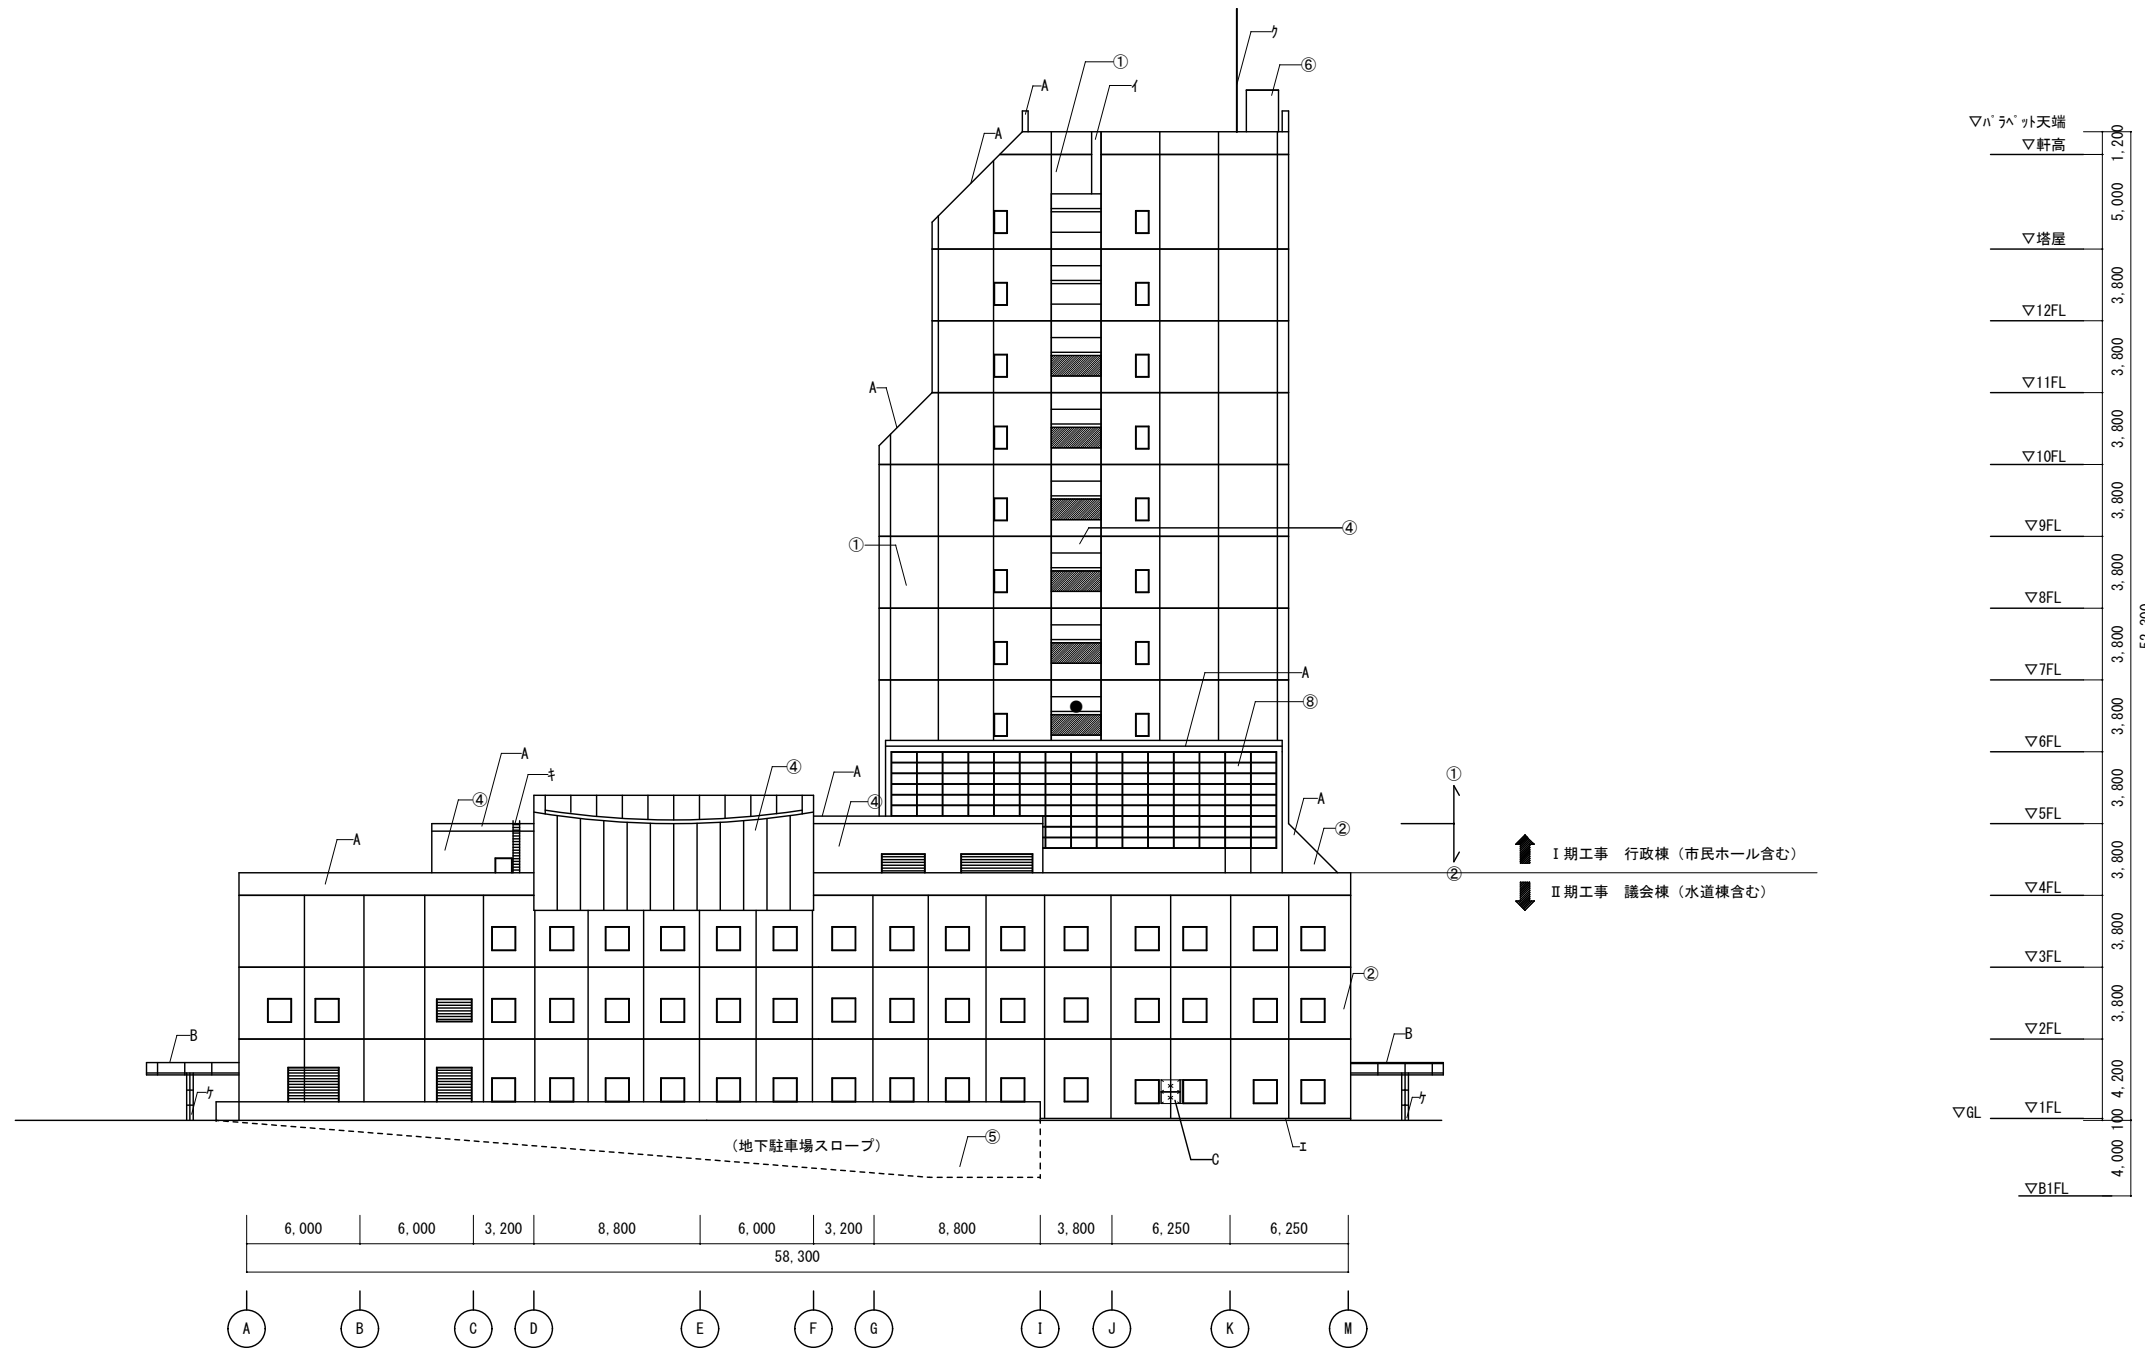 ク
①
⑥
A
イ
A
A
A
①
④
A
⑧
A
キ
④
④
A
④
A
A
②
①
②
Ⅰ期工事 行政棟（市民ホール含む）
Ⅱ期工事 議会棟（水道棟含む）
②
B
ケ
B
ケ
（地下駐車場スロープ）
⑤
C
エ
▽パラペット天端
▽軒高
▽塔屋
▽12FL
▽11FL
▽10FL
▽9FL
▽8FL
▽7FL
▽6FL
▽5FL
▽4FL
▽3FL
▽2FL
▽GL
▽1FL
▽B1FL
1,200
5,000
3,800
3,800
3,800
3,800
3,800
3,800
3,800
3,800
3,800
3,800
3,800
4,200
100
4,000
6,000 6,000 3,200 8,800 6,000 3,200 8,800 3,800 6,250 6,250
58,300
A B C D E F G I J K M